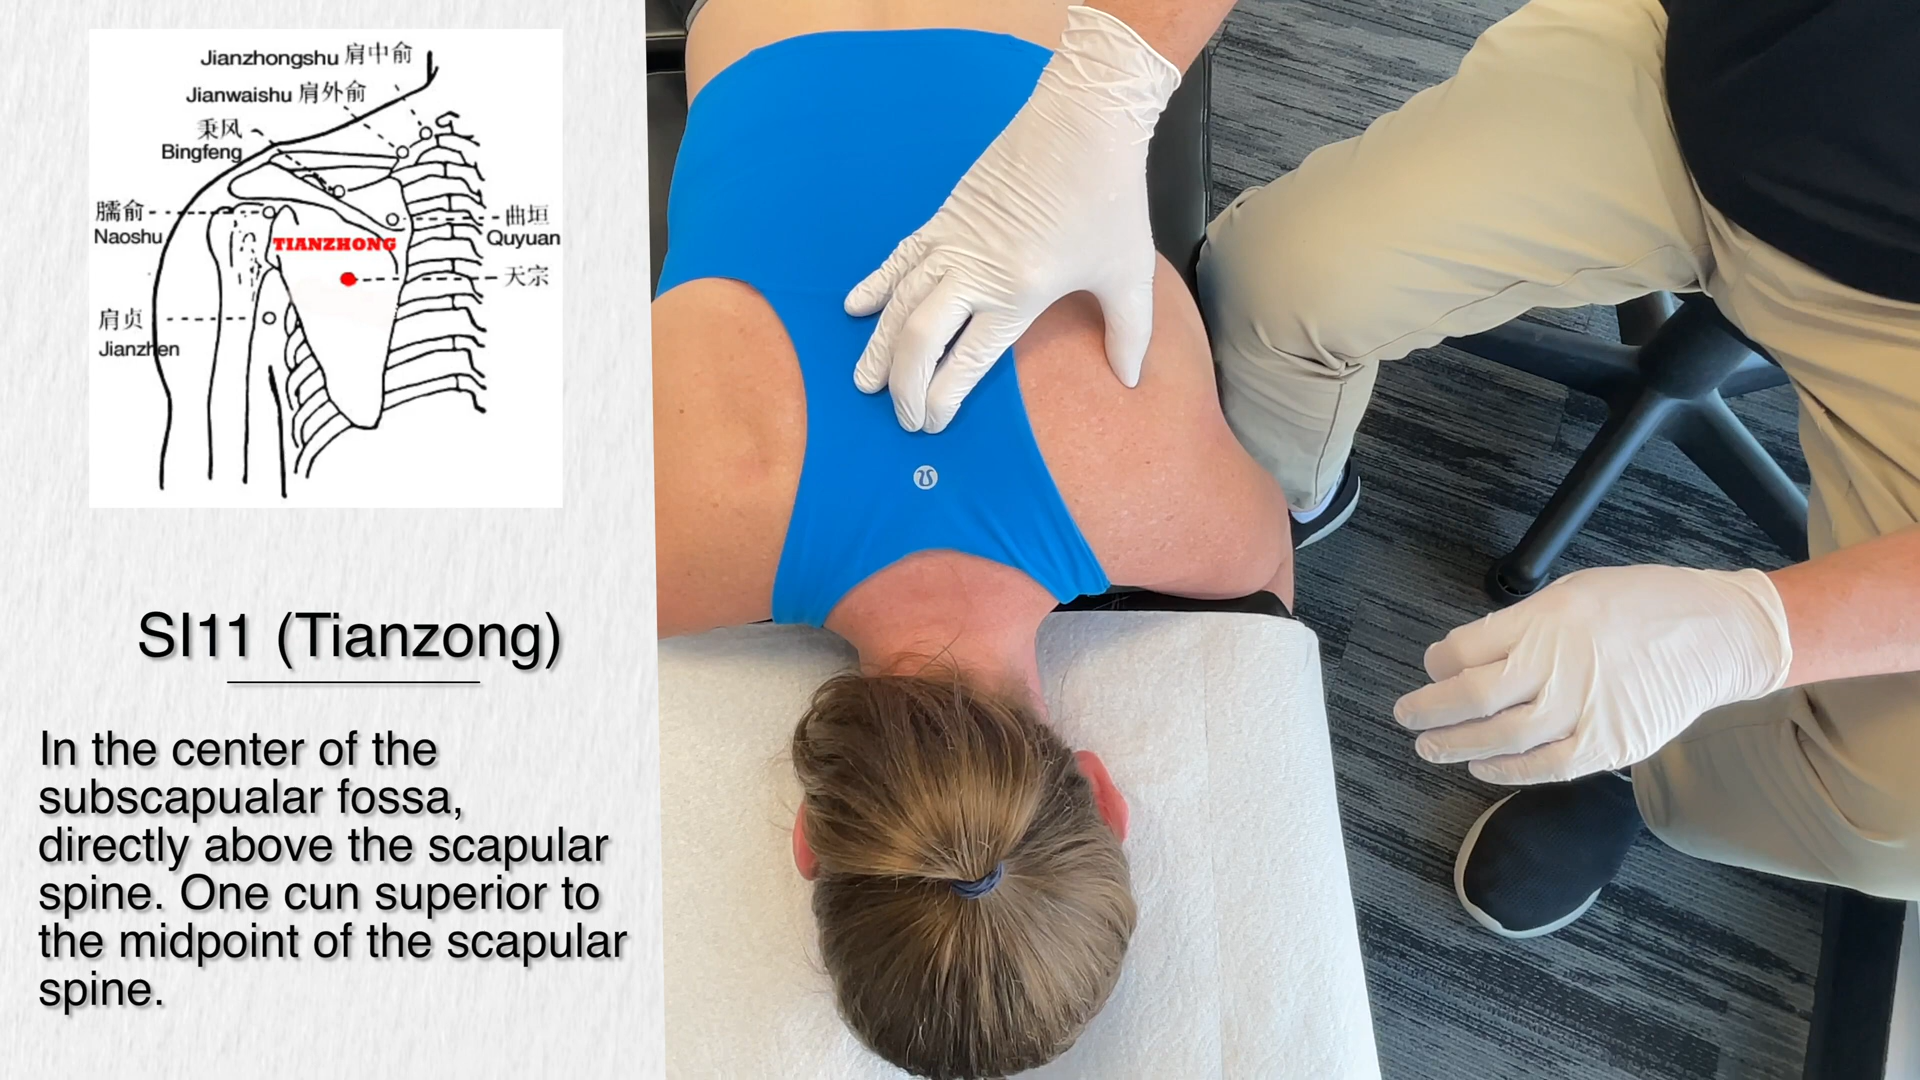 Jianzhongshu 肩中俞
Jianwaishu 肩外俞
秉风
Bingfeng
臑俞
Naoshu
TIANZHONG
曲垣
Quyuan
天宗
肩贞
Jianzhen
SI11 (Tianzong)
In the center of the
subscapualar fossa,
directly above the scapular
spine. One cun superior to
the midpoint of the scapular
spine.